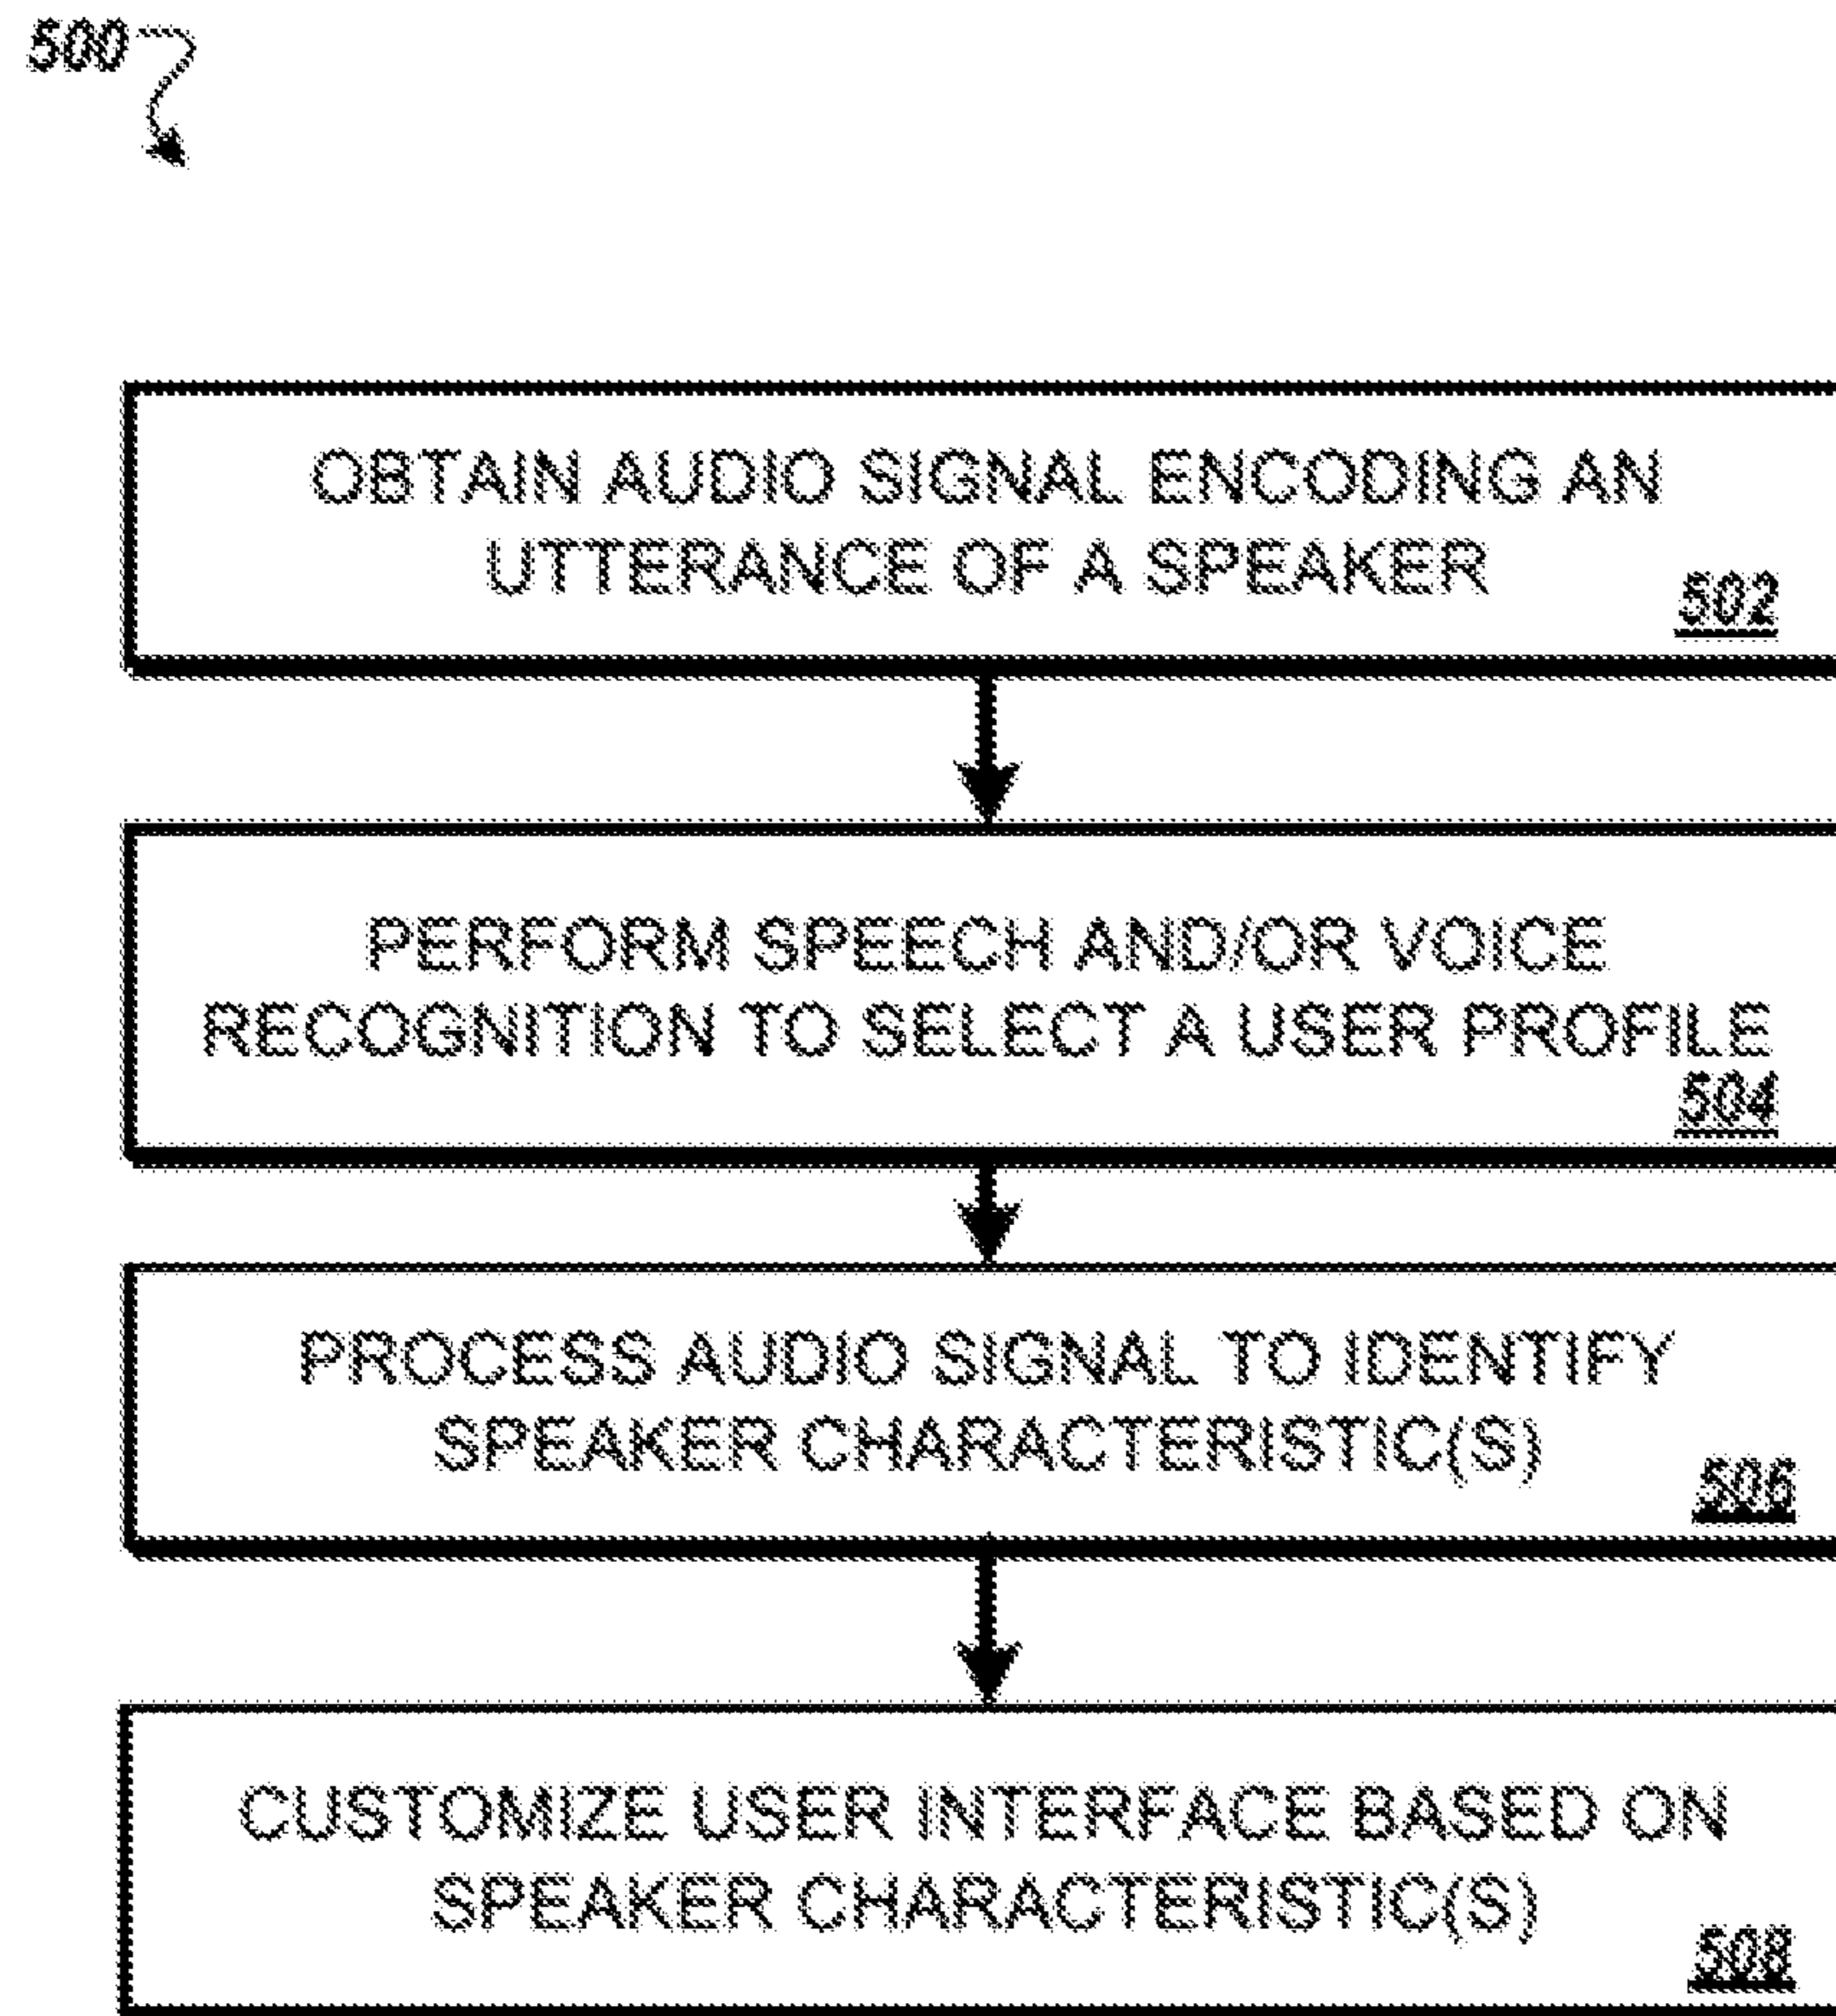 500
OBTAIN AUDIO SIGNAL ENCODING AN
UTTERANCE OF A SPEAKER
502
PERFORM SPEECH AND/OR VOICE
RECOGNITION TO SELECT A USER PROFILE
504
PROCESS AUDIO SIGNAL TO IDENTIFY
SPEAKER CHARACTERISTIC(S)
506
CUSTOMIZE USER INTERFACE BASED ON
SPEAKER CHARACTERISTIC(S)
508